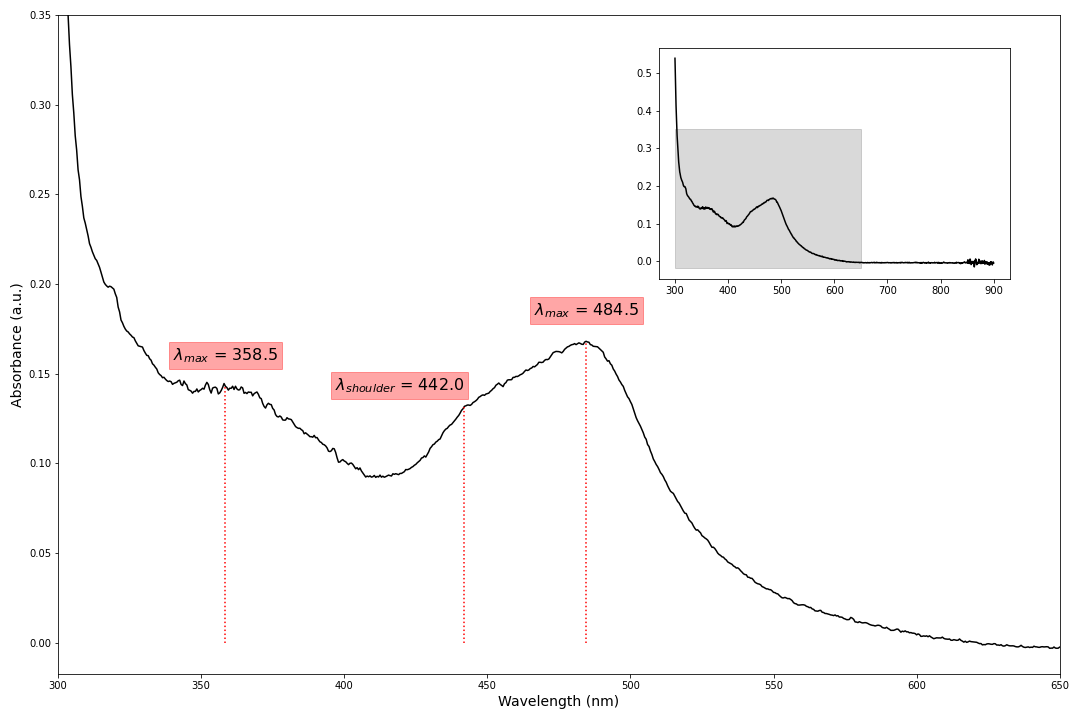 0.35
0.30
0.25
0.20
0.15
0.10
0.05
0.00
Absorbance (a.u.)
300 350 400 450 500 550 600 650
Wavelength (nm)
λmax = 358.5
λshoulder = 442.0
λmax = 484.5
0.5
0.4
0.3
0.2
0.1
0.0
300 400 500 600 700 800 900